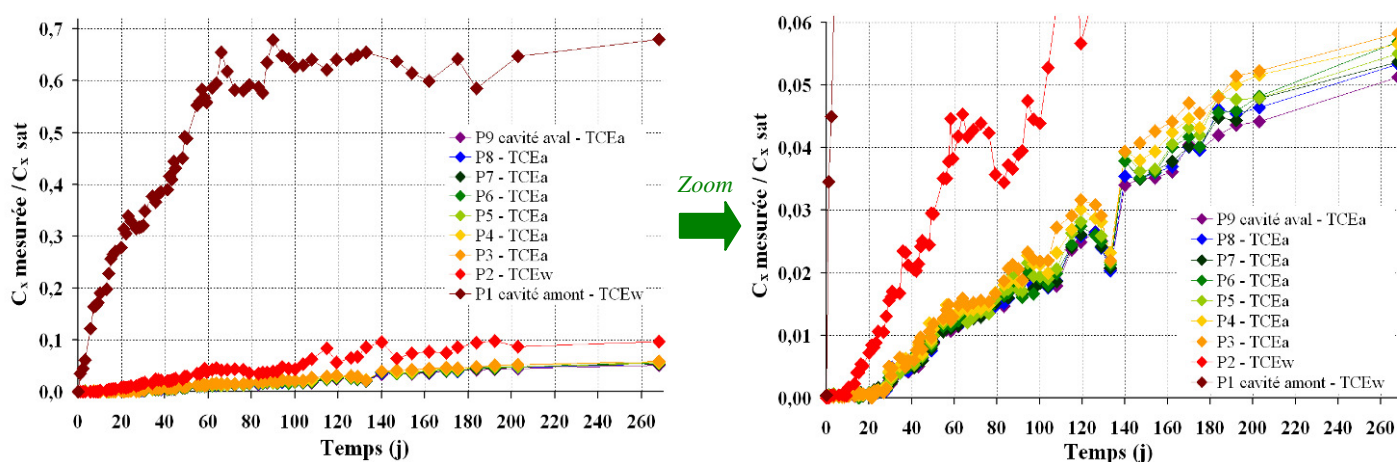 0,7
0,6
0,5
0,4
0,3
0,2
0,1
0,0
C_x mesurée / C_x sat
P9 cavité aval - TCEa
P8 - TCEa
P7 - TCEa
P6 - TCEa
P5 - TCEa
P4 - TCEa
P3 - TCEa
P2 - TCEw
P1 cavité amont - TCEw
0 20 40 60 80 100 120 140 160 180 200 220 240 260
Temps (j)
Zoom
0,06
0,05
0,04
0,03
0,02
0,01
0,00
C_x mesurée / C_x sat
P9 cavité aval - TCEa
P8 - TCEa
P7 - TCEa
P6 - TCEa
P5 - TCEa
P4 - TCEa
P3 - TCEa
P2 - TCEw
P1 cavité amont - TCEw
0 20 40 60 80 100 120 140 160 180 200 220 240 260
Temps (j)